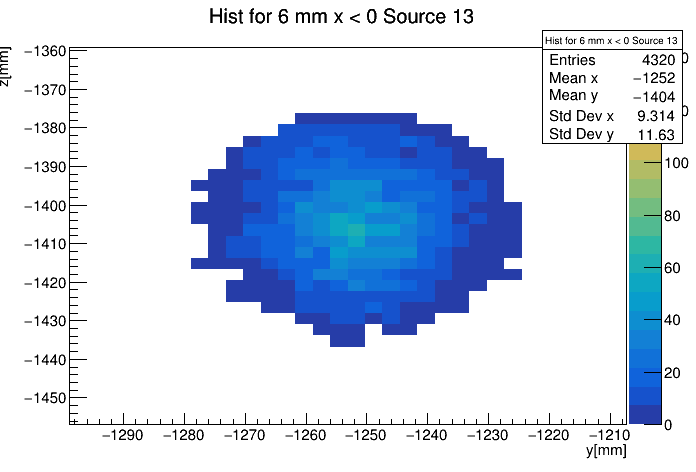 Hist for 6 mm x < 0 Source 13
Hist for 6 mm x < 0 Source 13
Entries 4320
Mean x −1252
Mean y −1404
Std Dev x 9.314
Std Dev y 11.63
z[mm]
−1360
−1370
−1380
−1390
−1400
−1410
−1420
−1430
−1440
−1450
100
80
60
40
20
0
−1290 −1280 −1270 −1260 −1250 −1240 −1230 −1220 −1210
y[mm]